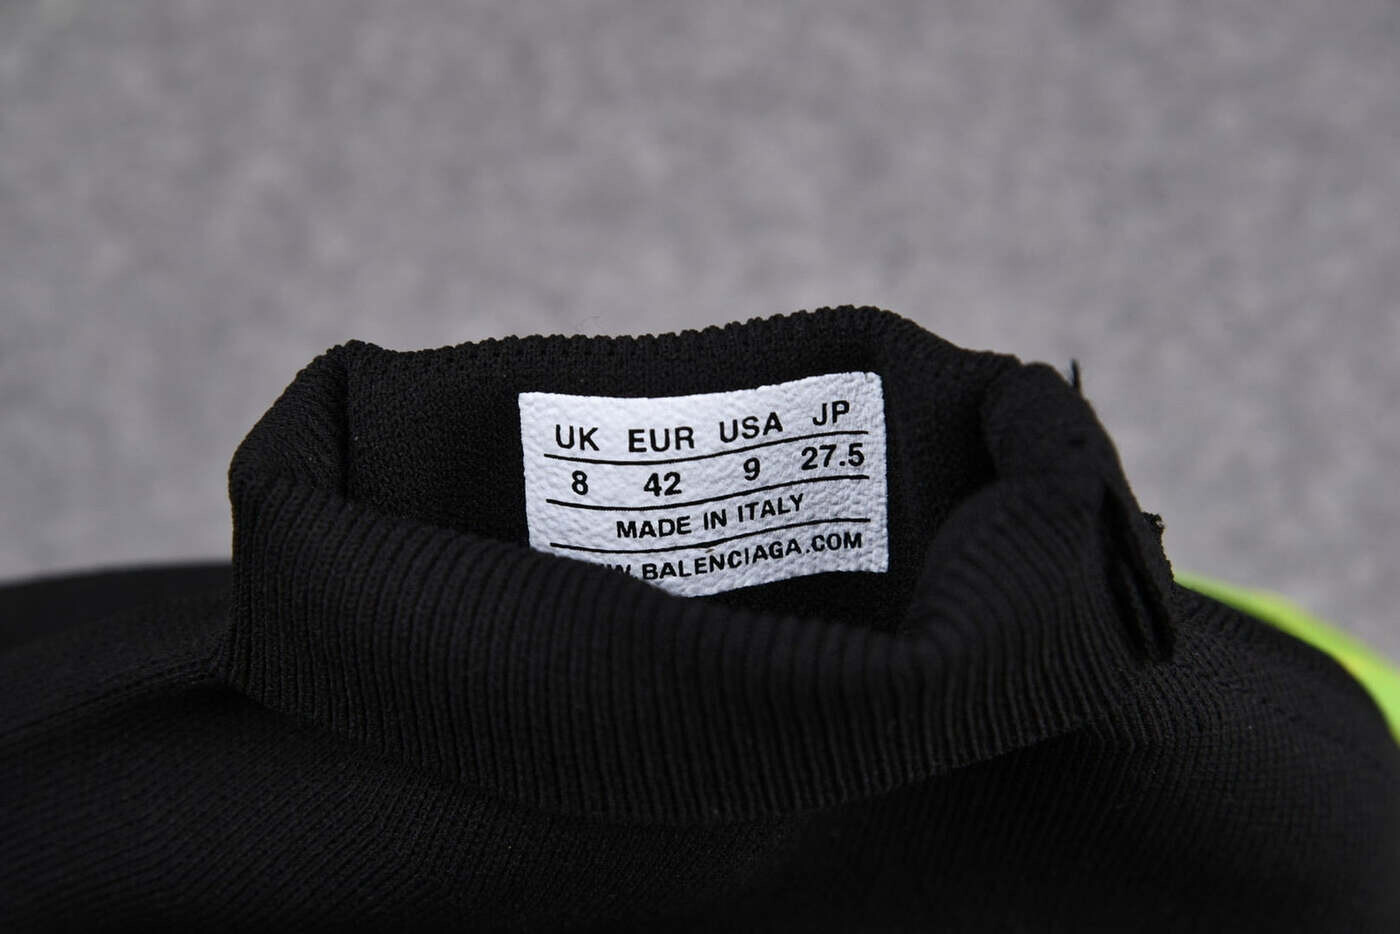 UK EUR USA JP
8 42 9 27.5
MADE IN ITALY
W.BALENCIAGA.COM